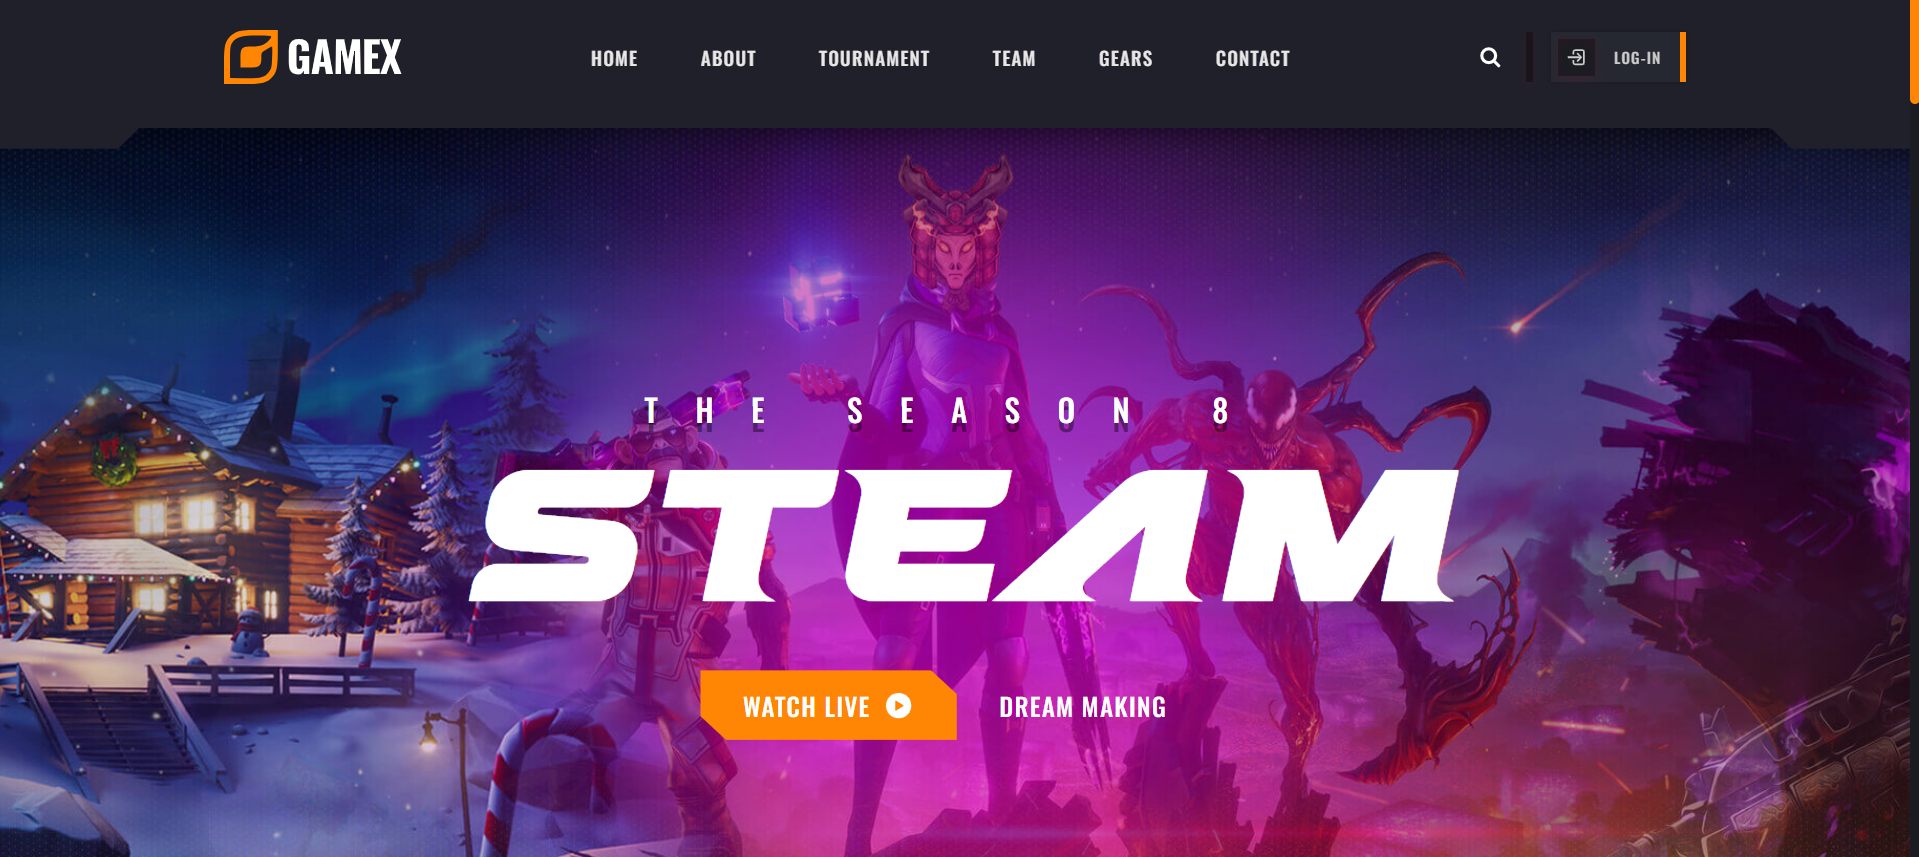 GAMEX
HOME ABOUT TOURNAMENT TEAM GEARS CONTACT
LOG-IN
THE SEASON 8
STEAM
WATCH LIVE
DREAM MAKING